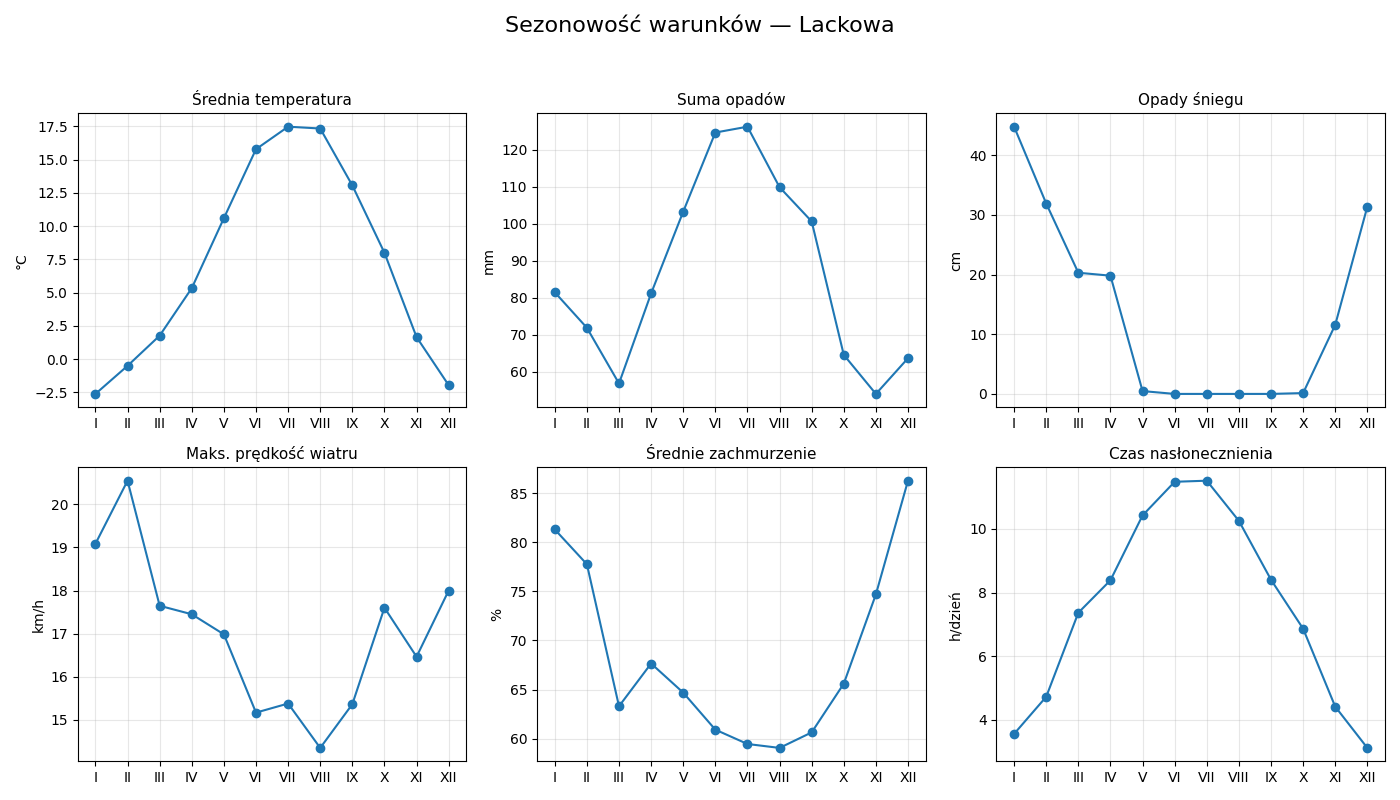 Sezonowość warunków — Lackowa
Średnia temperatura
°C
17.5
15.0
12.5
10.0
7.5
5.0
2.5
0.0
−2.5
I II III IV V VI VII VIII IX X XI XII
Suma opadów
mm
120
110
100
90
80
70
60
I II III IV V VI VII VIII IX X XI XII
Opady śniegu
cm
40
30
20
10
0
I II III IV V VI VII VIII IX X XI XII
Maks. prędkość wiatru
km/h
20
19
18
17
16
15
I II III IV V VI VII VIII IX X XI XII
Średnie zachmurzenie
%
85
80
75
70
65
60
I II III IV V VI VII VIII IX X XI XII
Czas nasłonecznienia
h/dzień
10
8
6
4
I II III IV V VI VII VIII IX X XI XII